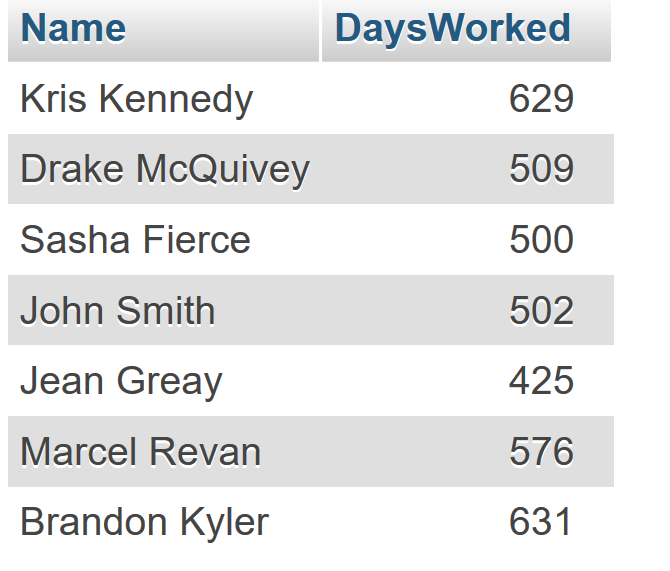 Name DaysWorked
Kris Kennedy 629
Drake McQuivey 509
Sasha Fierce 500
John Smith 502
Jean Greay 425
Marcel Revan 576
Brandon Kyler 631